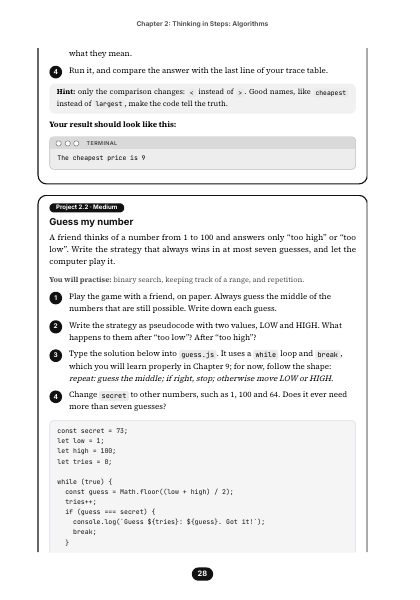 Chapter 2: Thinking in Steps: Algorithms
what they mean.
4 Run it, and compare the answer with the last line of your trace table.
Hint: only the comparison changes: < instead of >. Good names, like cheapest
instead of largest, make the code tell the truth.
Your result should look like this:
TERMINAL
The cheapest price is 9
Project 2.2 · Medium
Guess my number
A friend thinks of a number from 1 to 100 and answers only “too high” or “too
low”. Write the strategy that always wins in at most seven guesses, and let the
computer play it.
You will practise: binary search, keeping track of a range, and repetition.
1 Play the game with a friend, on paper. Always guess the middle of the
numbers that are still possible. Write down each guess.
2 Write the strategy as pseudocode with two values, LOW and HIGH. What
happens to them after “too low”? After “too high”?
3 Type the solution below into guess.js. It uses a while loop and break,
which you will learn properly in Chapter 9; for now, follow the shape:
repeat: guess the middle; if right, stop; otherwise move LOW or HIGH.
4 Change secret to other numbers, such as 1, 100 and 64. Does it ever need
more than seven guesses?
const secret = 73;
let low = 1;
let high = 100;
let tries = 0;
while (true) {
const guess = Math.floor((low + high) / 2);
tries++;
if (guess === secret) {
console.log(`Guess ${tries}: ${guess}. Got it!`);
break;
}
28